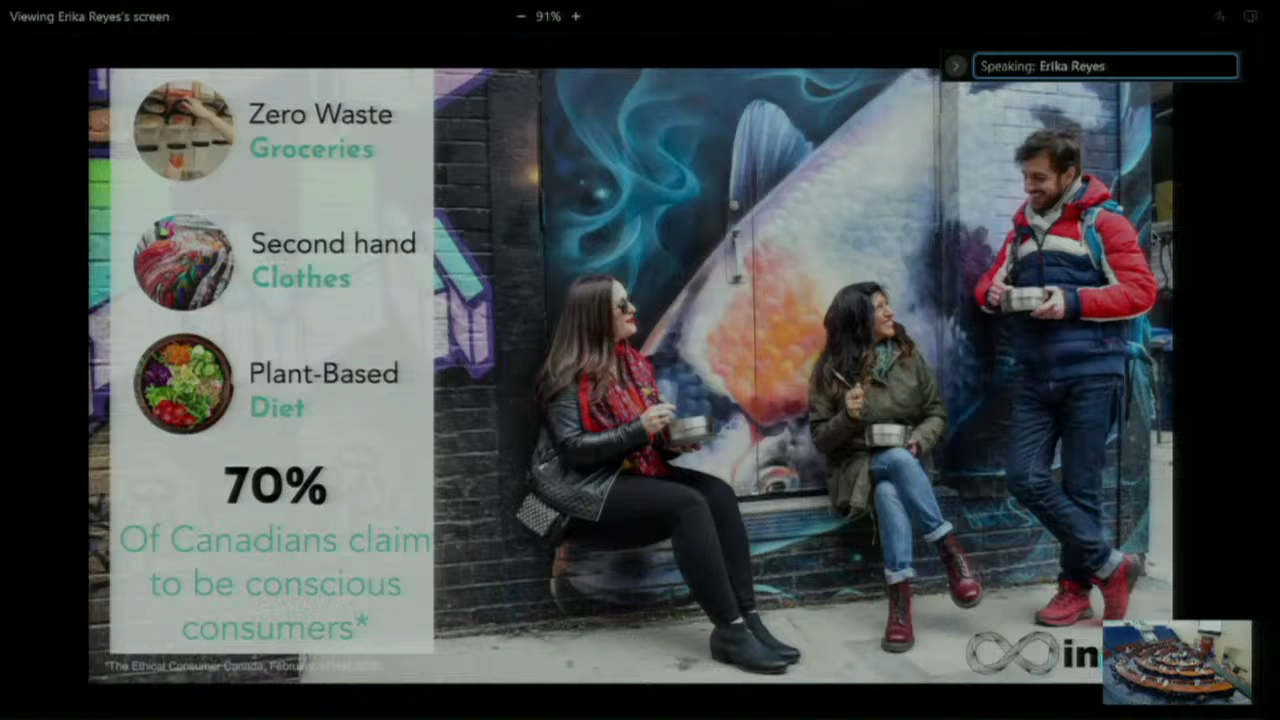 Viewing Erika Reyes's screen
91%
Speaking: Erika Reyes
Zero Waste
Groceries
Second hand
Clothes
Plant-Based
Diet
70%
Of Canadians claim
to be conscious
consumers*
*The Ethical Consumer Canada, February